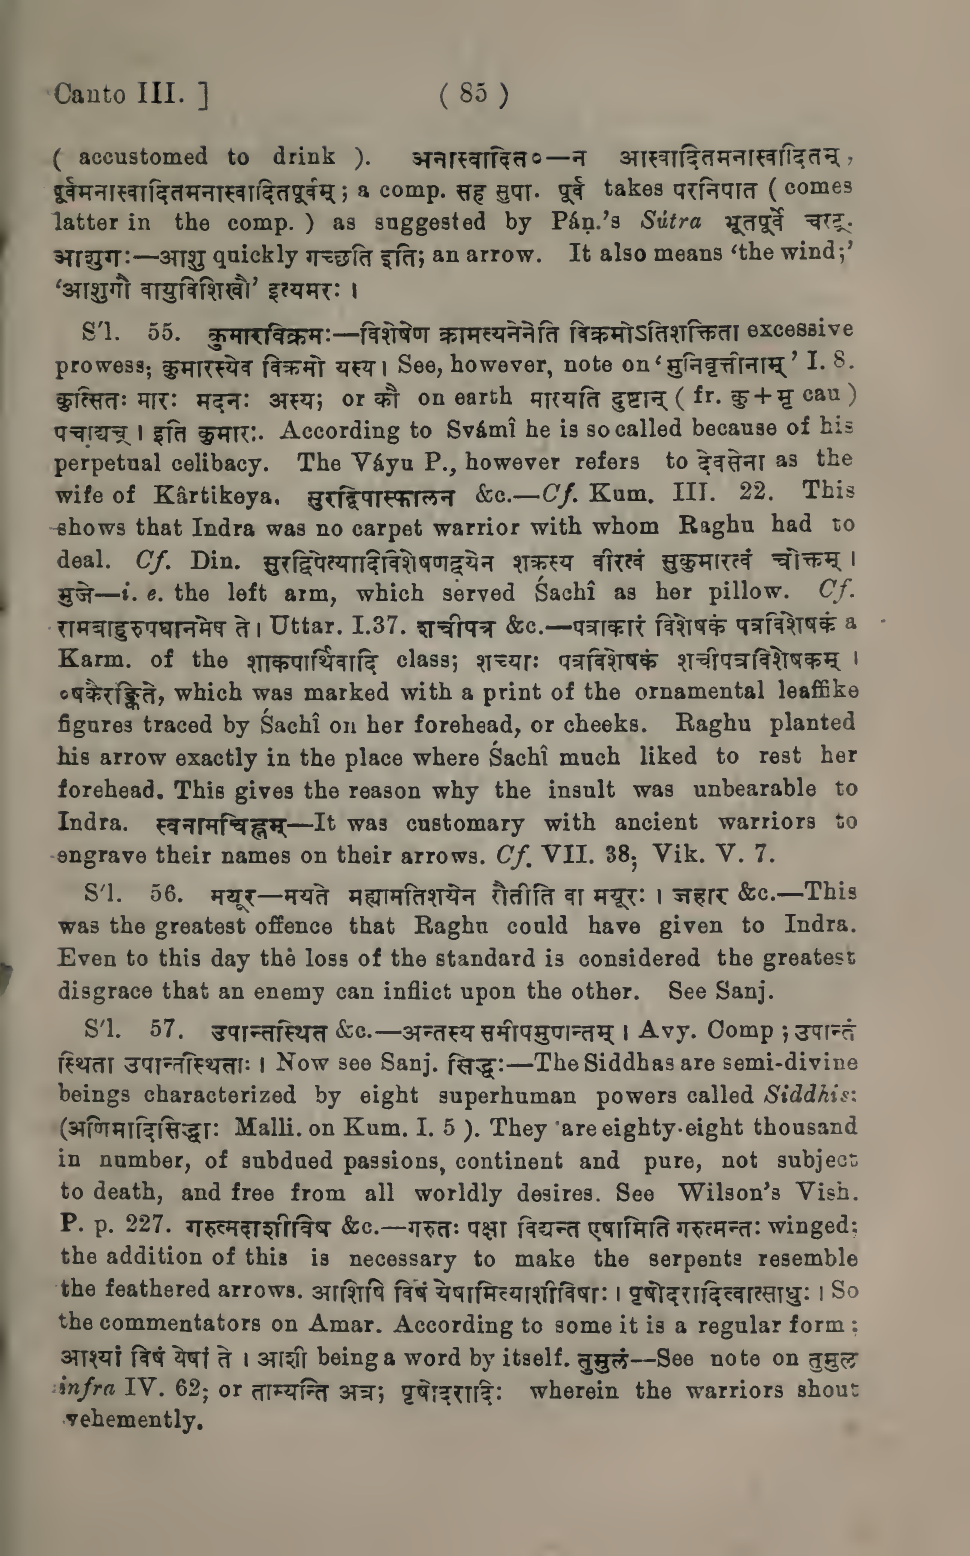 Canto III. ] ( 85 )
( accustomed to drink ). अनास्वादित०—न आस्वादितमनास्वादितम्,
पूर्वमनास्वादितमनास्वादितपूर्वम्; a comp. सह सुपा. पूर्व takes परनिपात ( comes
latter in the comp. ) as suggested by Páṇ.'s Sútra भूतपूर्वे चरट्.
आशुगः—आशु quickly गच्छति इति; an arrow. It also means 'the wind;'
'आशुगौ वायुविशिखौ' इत्यमरः ।
S'l. 55. कुमारविक्रमः—विशेषेण क्रामत्यनेनेति विक्रमोऽतिशक्तिता excessive
prowess; कुमारस्येव विक्रमो यस्य। See, however, note on 'मुनिवृत्तीनाम्' I. 8.
कुत्सितः मारः मदनः अस्य; or कौ on earth मारयति दुष्टान् ( fr. कु+मृ cau )
पचाद्यच् । इति कुमारः. According to Svámî he is so called because of his
perpetual celibacy. The Váyu P., however refers to देवसेना as the
wife of Kârtikeya. सुरद्विपास्फालन &c.—Cf. Kum. III. 22. This
shows that Indra was no carpet warrior with whom Raghu had to
deal. Cf. Din. सुरद्विपेत्यादिविशेषणद्वयेन शक्रस्य वीरत्वं सुकुमारत्वं चोक्तम् ।
भुजे—i. e. the left arm, which served Śachî as her pillow. Cf.
रामबाहुरुपधानमेष ते। Uttar. I.37. शचीपत्र &c.—पत्राकारं विशेषकं पत्रविशेषकं a
Karm. of the शाकपार्थिवादि class; शच्याः पत्रविशेषकं शचीपत्रविशेषकम् ।
०षकैरङ्किते, which was marked with a print of the ornamental leaflike
figures traced by Śachî on her forehead, or cheeks. Raghu planted
his arrow exactly in the place where Śachî much liked to rest her
forehead. This gives the reason why the insult was unbearable to
Indra. स्वनामचिह्नम्—It was customary with ancient warriors to
engrave their names on their arrows. Cf. VII. 38; Vik. V. 7.
S'l. 56. मयूर—मयते मह्यामतिशयेन रौतीति वा मयूरः । जहार &c.—This
was the greatest offence that Raghu could have given to Indra.
Even to this day the loss of the standard is considered the greatest
disgrace that an enemy can inflict upon the other. See Sanj.
S'l. 57. उपान्तस्थित &c.—अन्तस्य समीपमुपान्तम् । Avy. Comp ; उपान्तं
स्थिता उपान्तस्थिताः । Now see Sanj. सिद्धः—The Siddhas are semi-divine
beings characterized by eight superhuman powers called Siddhis:
(अणिमादिसिद्धाः Malli. on Kum. I. 5 ). They are eighty-eight thousand
in number, of subdued passions, continent and pure, not subject
to death, and free from all worldly desires. See Wilson's Vish.
P. p. 227. गरुत्मदाशीविष &c.—गरुतः पक्षा विद्यन्त एषामिति गरुत्मन्तः winged;
the addition of this is necessary to make the serpents resemble
the feathered arrows. आशिषि विषं येषामित्याशीविषाः । पृषोदरादित्वात्साधुः । So
the commentators on Amar. According to some it is a regular form ;
आश्यां विषं येषां ते । आशी being a word by itself. तुमुलं--See note on तुमुल
infra IV. 62; or ताम्यन्ति अत्र; पृषोदरादिः wherein the warriors shout
vehemently.